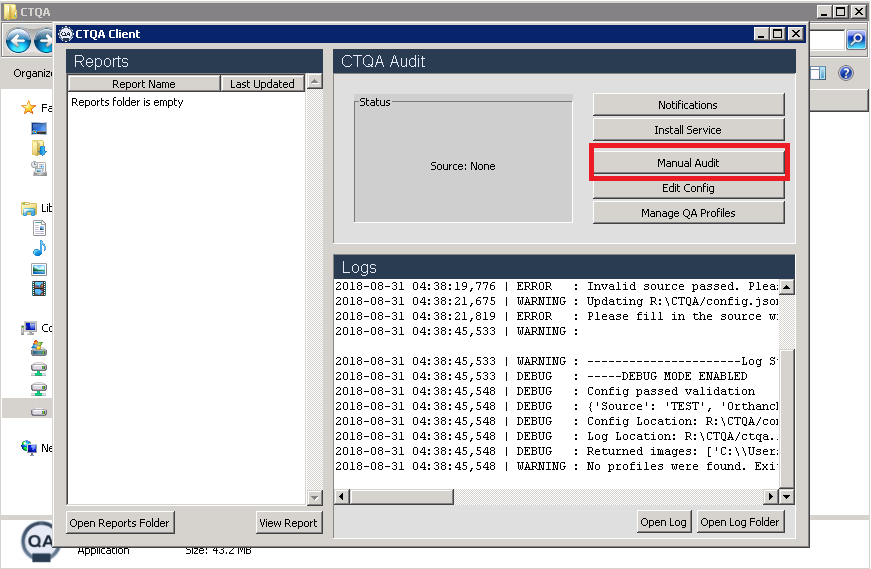 CTQA
CTQA Client
Organiz
Fa
Lib
Co
Ne
Reports
Report Name
Last Updated
Reports folder is empty
Open Reports Folder
View Report
CTQA Audit
Status
Source: None
Notifications
Install Service
Manual Audit
Edit Config
Manage QA Profiles
Logs
2018-08-31 04:38:19,776 | ERROR : Invalid source passed. Plea
2018-08-31 04:38:21,675 | WARNING : Updating R:\CTQA/config.json
2018-08-31 04:38:21,819 | ERROR : Please fill in the source w
2018-08-31 04:38:45,533 | WARNING :
2018-08-31 04:38:45,533 | WARNING : ----------------------Log S
2018-08-31 04:38:45,533 | DEBUG : -----DEBUG MODE ENABLED
2018-08-31 04:38:45,548 | DEBUG : Config passed validation
2018-08-31 04:38:45,548 | DEBUG : {'Source': 'TEST', 'Orthancl
2018-08-31 04:38:45,548 | DEBUG : Config Location: R:\CTQA/con
2018-08-31 04:38:45,548 | DEBUG : Log Location: R:\CTQA/ctqa.
2018-08-31 04:38:45,548 | DEBUG : Returned images: ['C:\\User
2018-08-31 04:38:45,548 | WARNING : No profiles were found. Exi
Open Log
Open Log Folder
QA
Application
Size: 43.2 MB